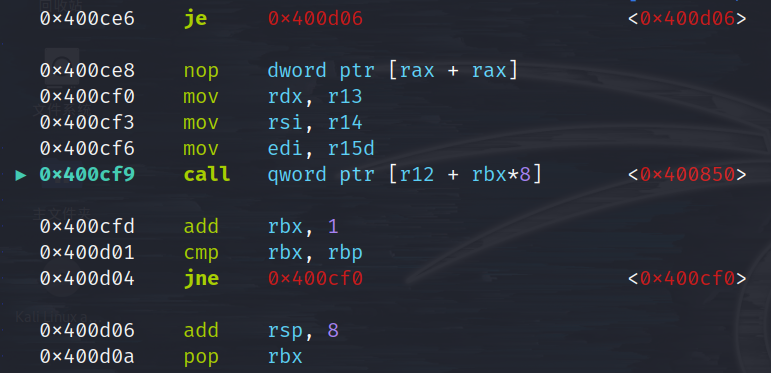 0×400ce6 je 0×400d06 <0×400d06>
0×400ce8 nop dword ptr [rax + rax]
0×400cf0 mov rdx, r13
0×400cf3 mov rsi, r14
0×400cf6 mov edi, r15d
► 0×400cf9 call qword ptr [r12 + rbx*8] <0×400850>
0×400cfd add rbx, 1
0×400d01 cmp rbx, rbp
0×400d04 jne 0×400cf0 <0×400cf0>
0×400d06 add rsp, 8
0×400d0a pop rbx